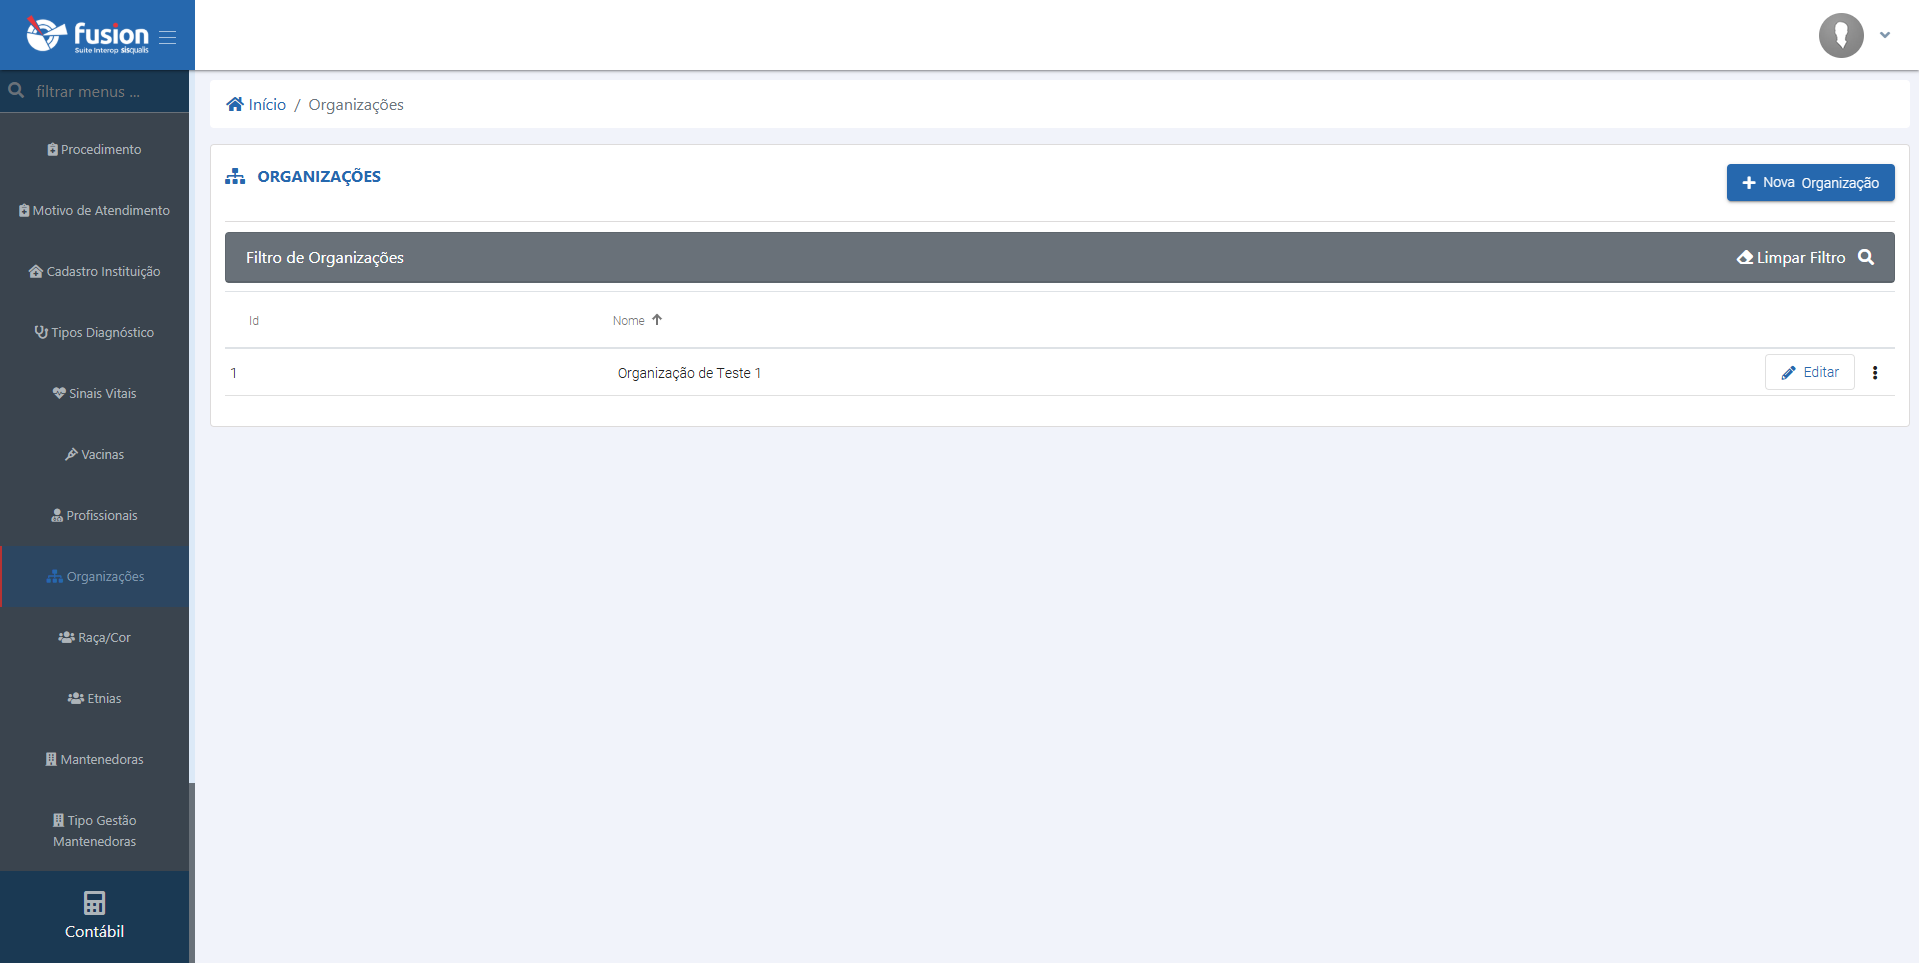 fusion
Suite Interop sisqualis
filtrar menus ...
Procedimento
Motivo de Atendimento
Cadastro Instituição
Tipos Diagnóstico
Sinais Vitais
Vacinas
Profissionais
Organizações
Raça/Cor
Etnias
Mantenedoras
Tipo Gestão
Mantenedoras
Contábil
Início / Organizações
ORGANIZAÇÕES
Nova Organização
Filtro de Organizações
Limpar Filtro
Id Nome
1 Organização de Teste 1 Editar